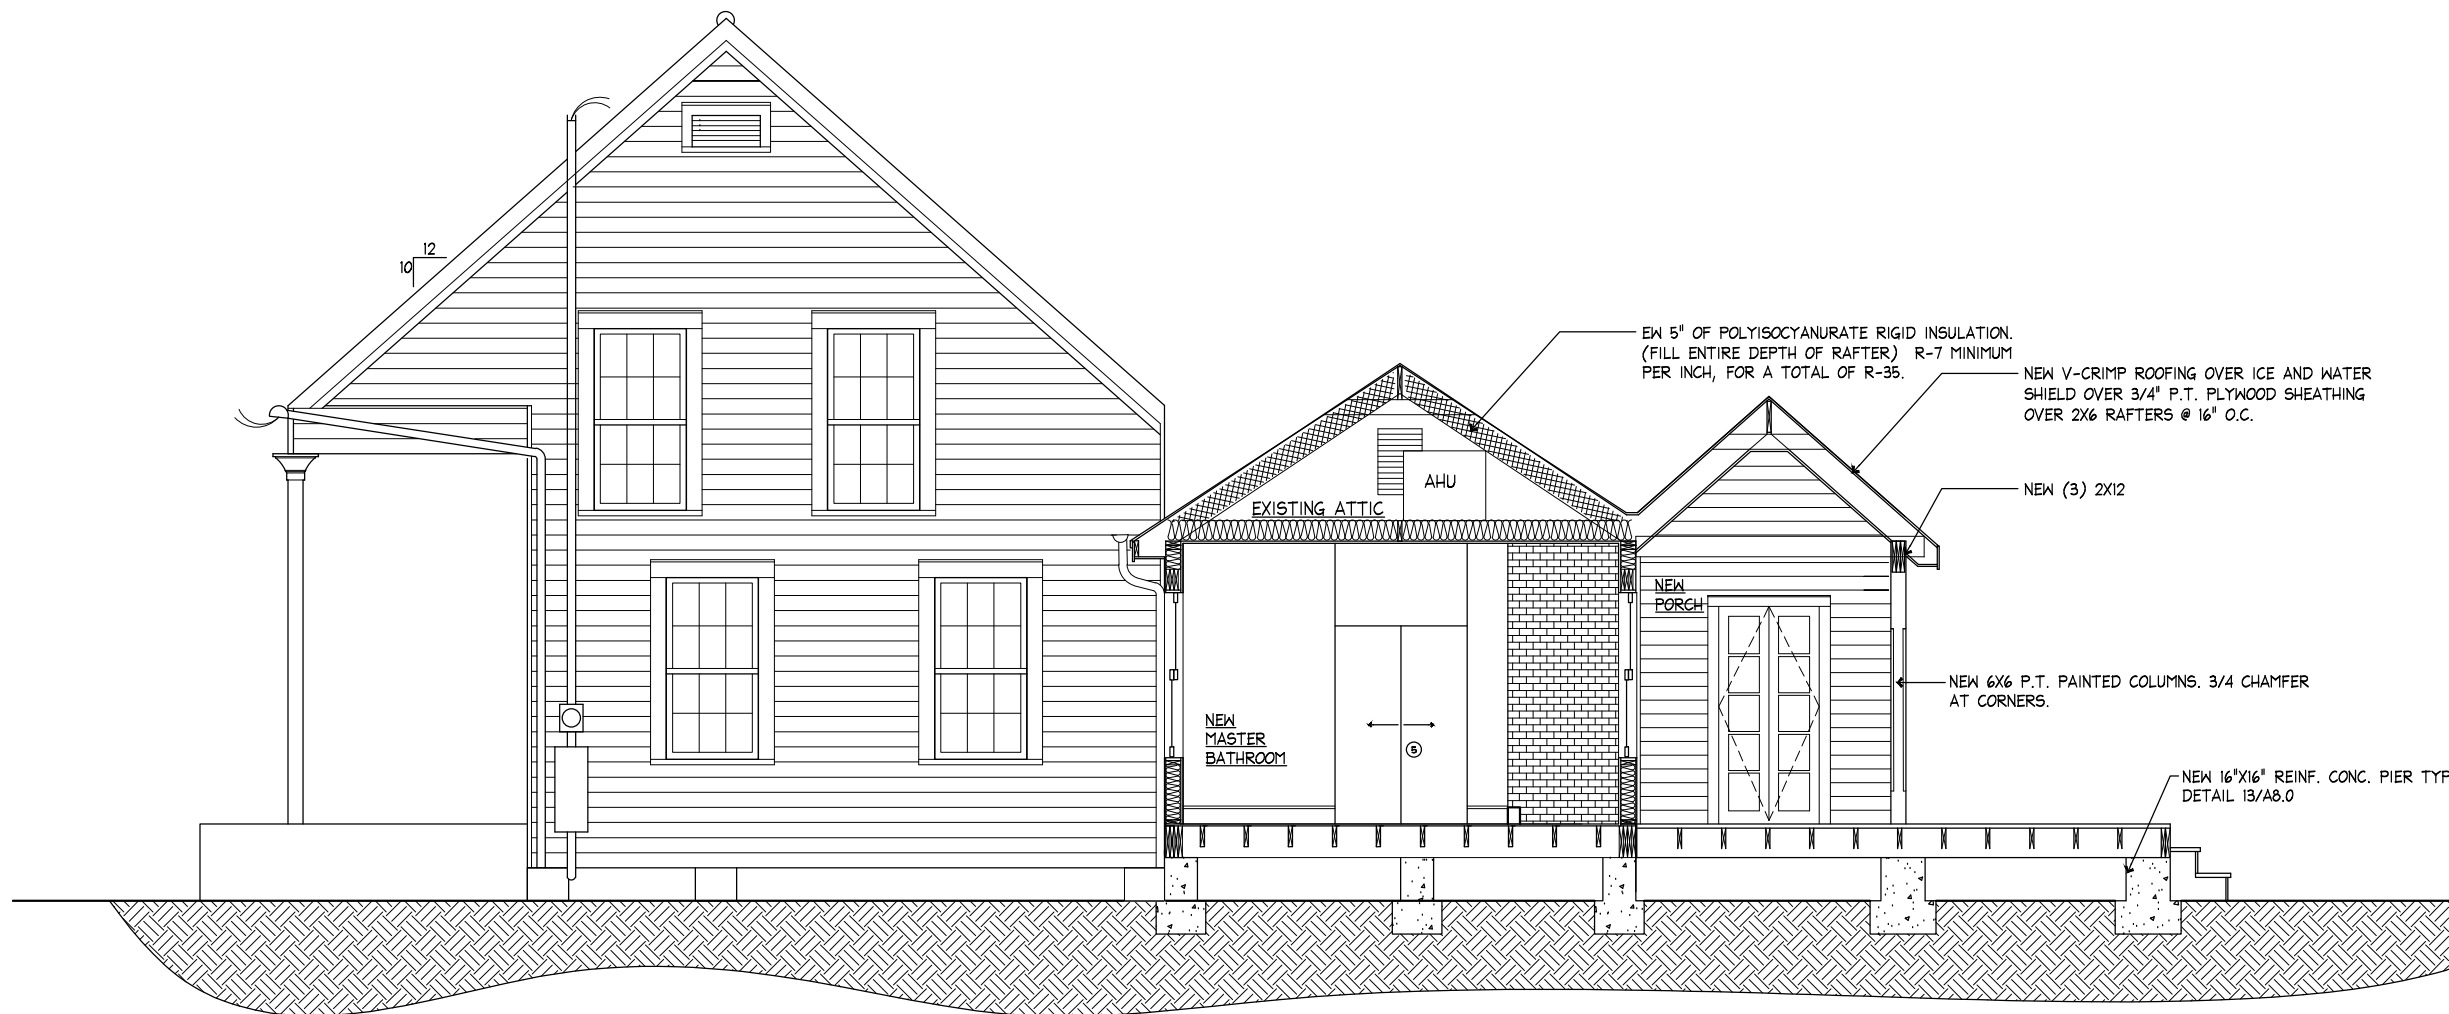 12
10
EW 5" OF POLYISOCYANURATE RIGID INSULATION.
(FILL ENTIRE DEPTH OF RAFTER) R-7 MINIMUM
PER INCH, FOR A TOTAL OF R-35.
NEW V-CRIMP ROOFING OVER ICE AND WATER
SHIELD OVER 3/4" P.T. PLYWOOD SHEATHING
OVER 2X6 RAFTERS @ 16" O.C.
AHU
EXISTING ATTIC
NEW (3) 2X12
NEW
PORCH
NEW 6X6 P.T. PAINTED COLUMNS. 3/4 CHAMFER
AT CORNERS.
NEW
MASTER
BATHROOM
5
NEW 16"X16" REINF. CONC. PIER TYP
DETAIL 13/A8.0